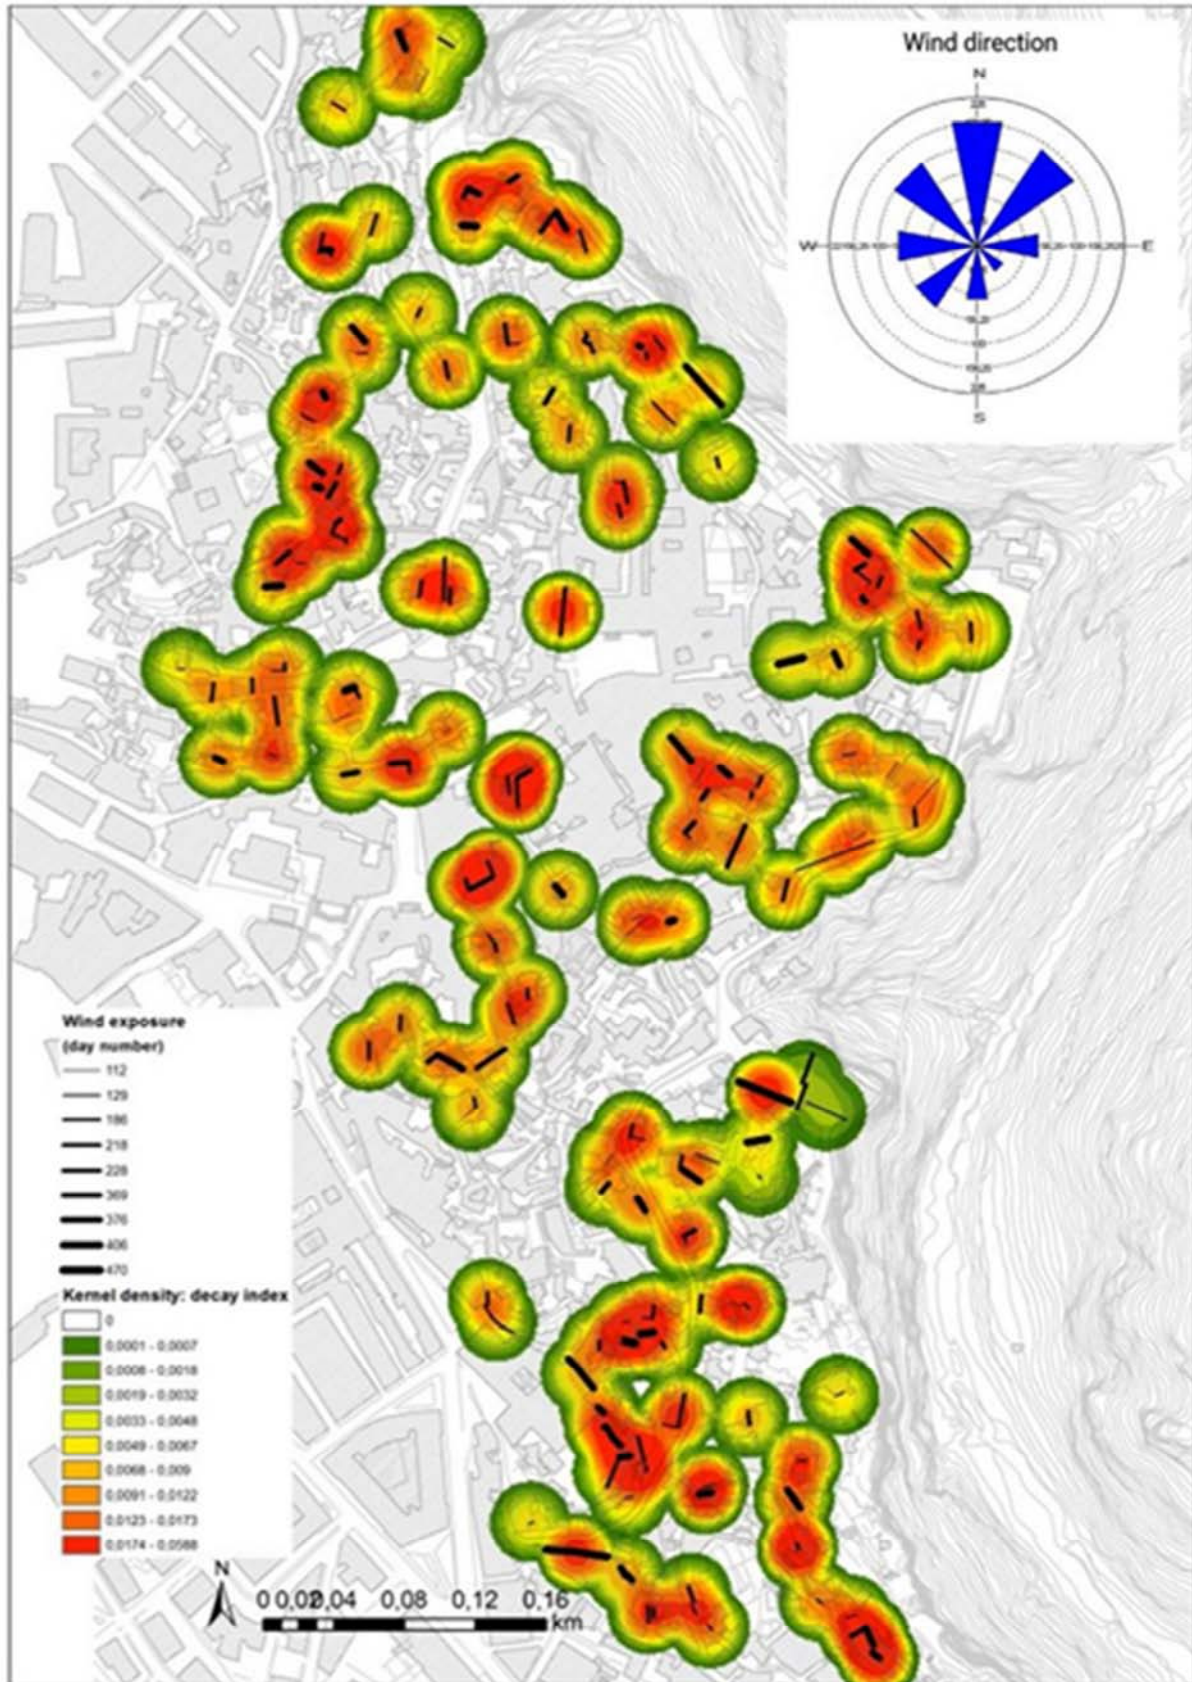 Wind direction
N
W
E
S
Wind exposure
(day number)
112
129
186
218
228
369
376
406
470
Kernel density: decay index
0
0,0001 - 0,0007
0,0008 - 0,0018
0,0019 - 0,0032
0,0033 - 0,0048
0,0049 - 0,0067
0,0068 - 0,009
0,0091 - 0,0122
0,0123 - 0,0173
0,0174 - 0,0588
N
0 0,02 0,04 0,08 0,12 0,16
km